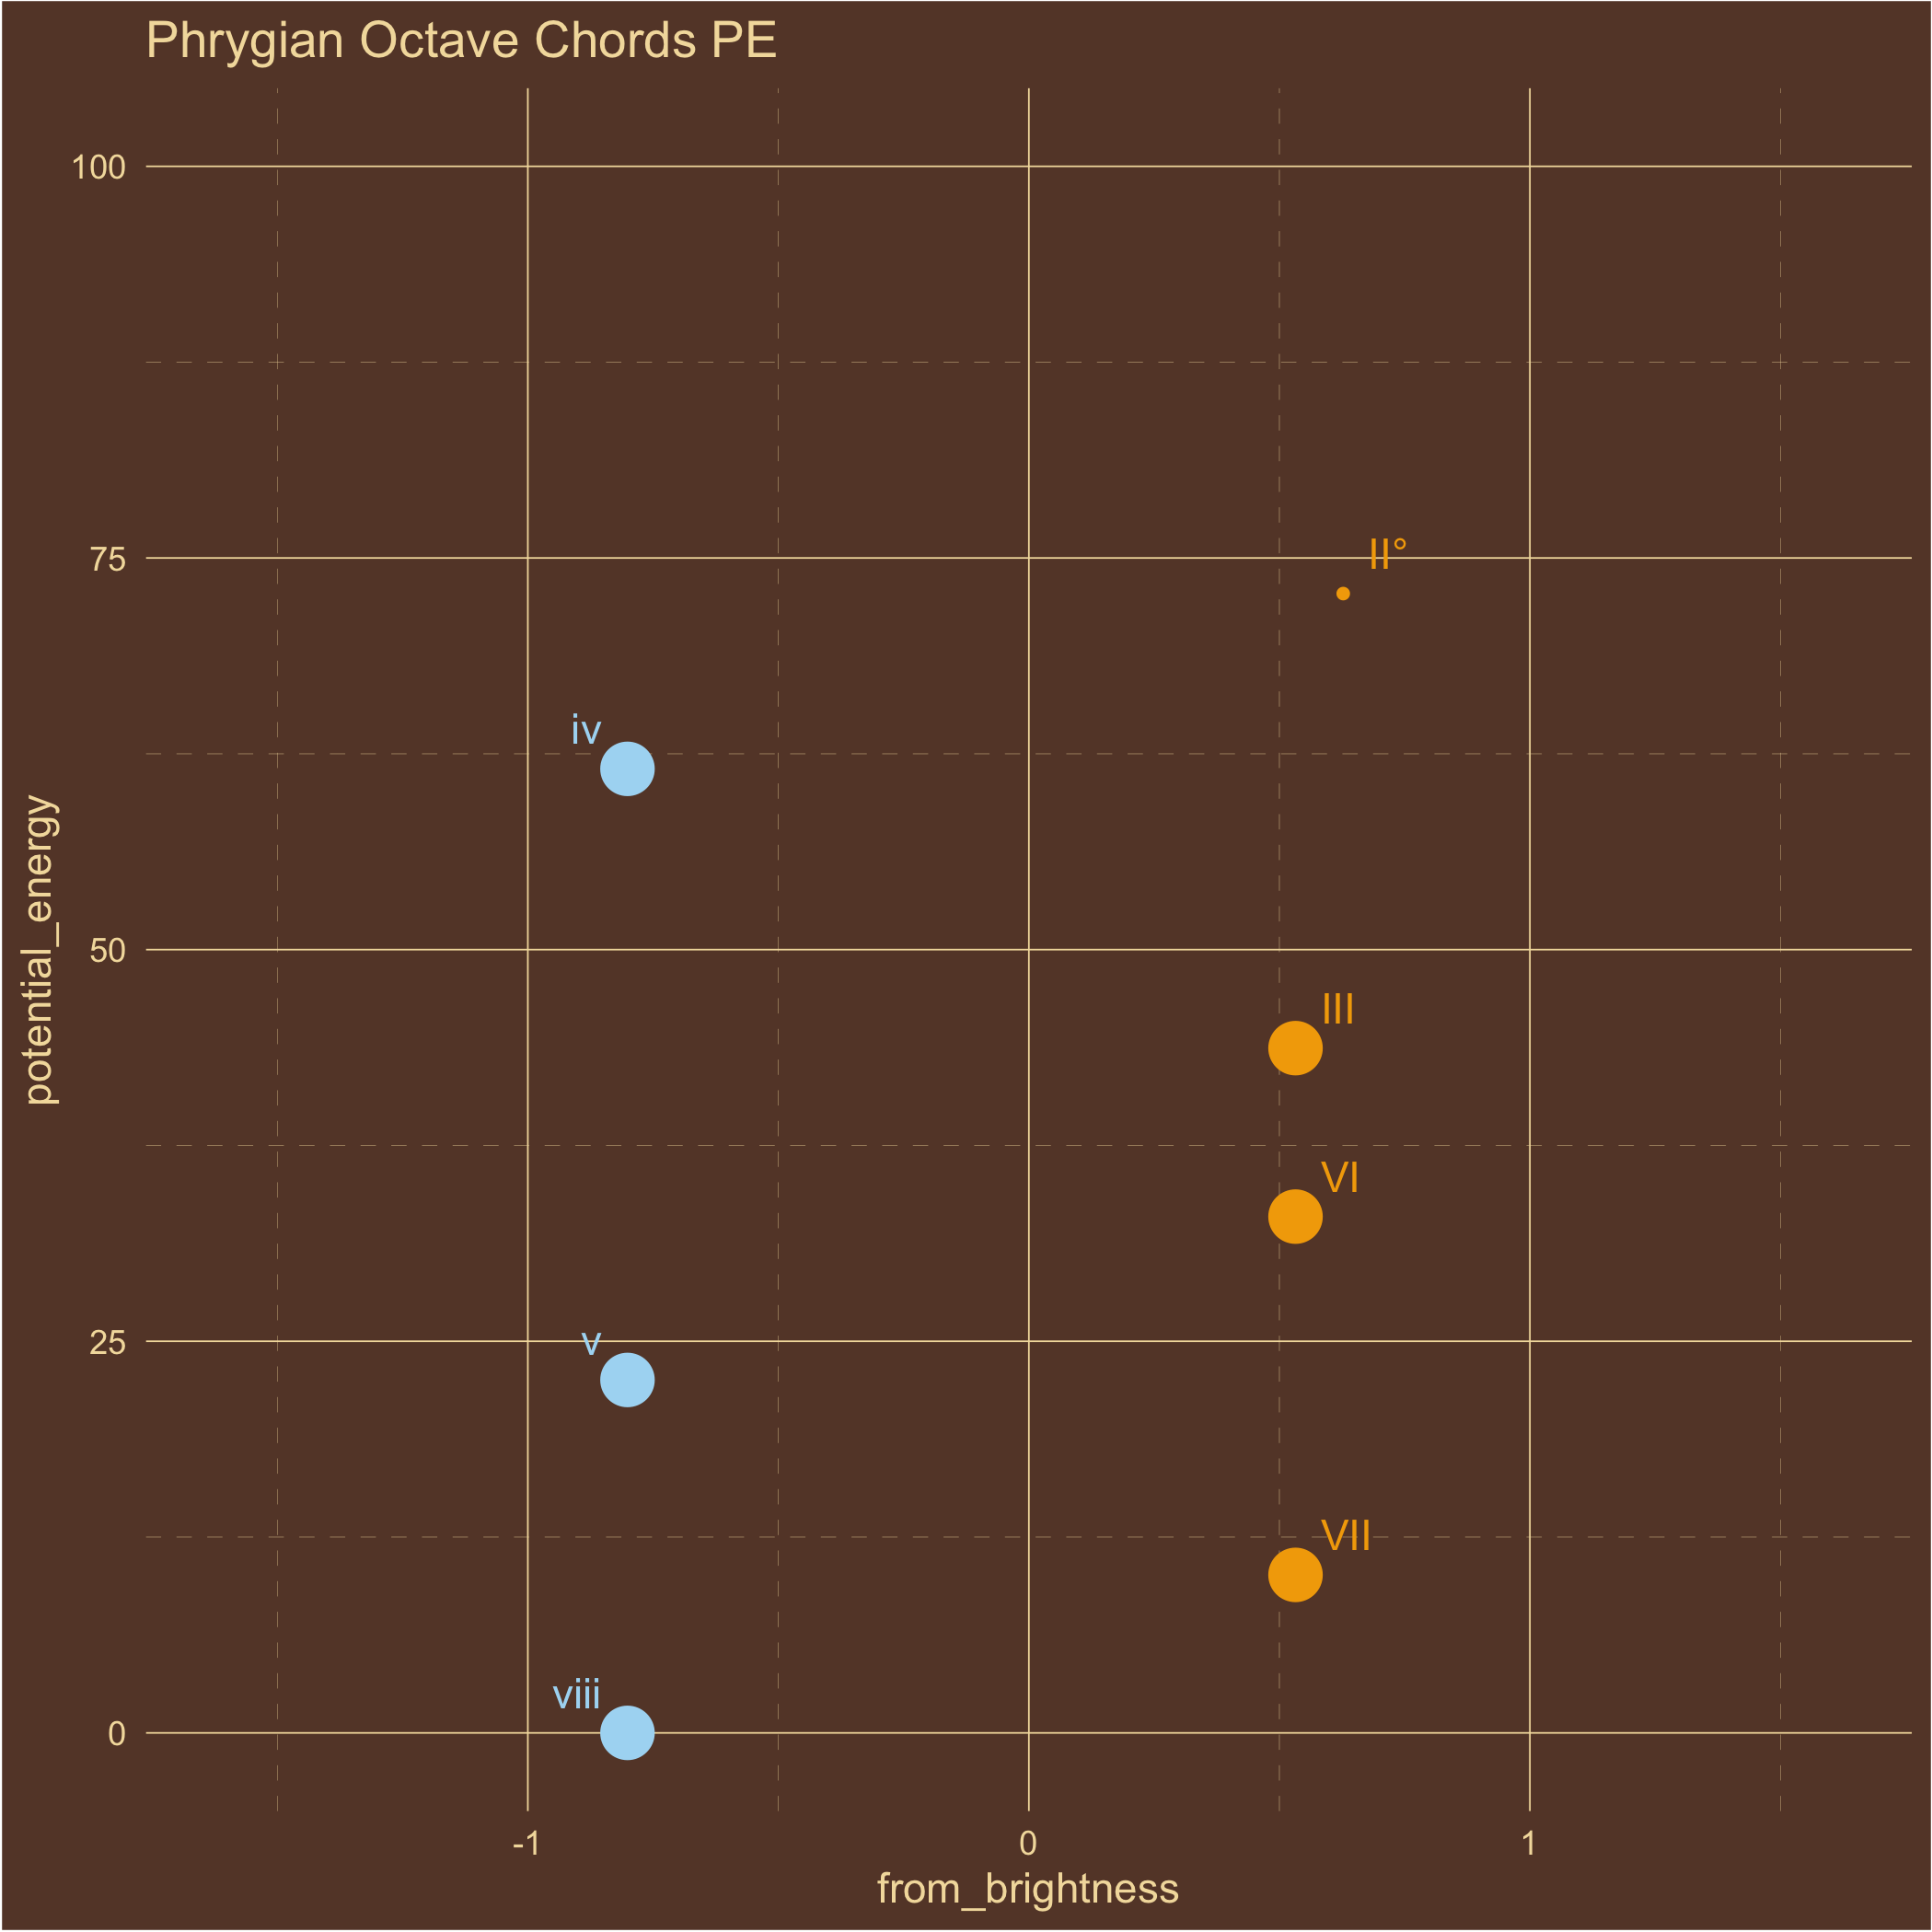 Phrygian Octave Chords PE
100
75
50
25
0
potential_energy
II°
iv
III
VI
v
VII
viii
-1
0
1
from_brightness